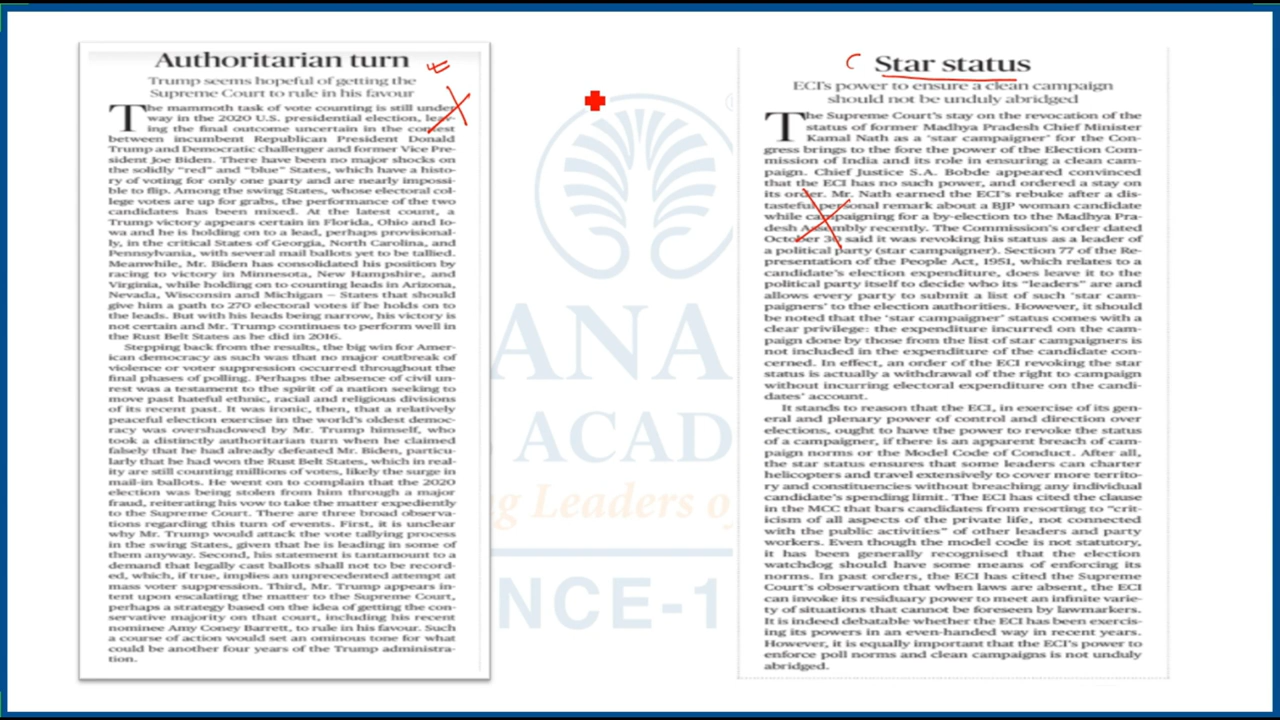 Authoritarian turn
Trump seems hopeful of getting the
Supreme Court to rule in his favour
The mammoth task of vote counting is still under
way in the 2020 U.S. presidential election, leav-
ing the final outcome uncertain in the contest
between incumbent Republican President Donald
Trump and Democratic challenger and former Vice Pre-
sident Joe Biden. There have been no major shocks on
the solidly “red” and “blue” States, which have a histo-
ry of voting for only one party and are nearly impossi-
ble to flip. Among the swing States, whose electoral col-
lege votes are up for grabs, the performance of the two
candidates has been mixed. At the latest count, a
Trump victory appears certain in Florida, Ohio and Io-
wa and he is holding on to a lead, perhaps provisional-
ly, in the critical States of Georgia, North Carolina, and
Pennsylvania, with several mail ballots yet to be tallied.
Meanwhile, Mr. Biden has consolidated his position by
racing to victory in Minnesota, New Hampshire, and
Virginia, while holding on to counting leads in Arizona,
Nevada, Wisconsin and Michigan — States that should
give him a path to 270 electoral votes if he holds on to
the leads. But with his leads being narrow, his victory is
not certain and Mr. Trump continues to perform well in
the Rust Belt States as he did in 2016.
Stepping back from the results, the big win for Amer-
ican democracy as such was that no major outbreak of
violence or voter suppression occurred throughout the
final phases of polling. Perhaps the absence of civil un-
rest was a testament to the spirit of a nation seeking to
move past hateful ethnic, racial and religious divisions
of its recent past. It was ironic, then, that a relatively
peaceful election exercise in the world's oldest democ-
racy was overshadowed by Mr. Trump himself, who
took a distinctly authoritarian turn when he claimed
falsely that he had already defeated Mr. Biden, particu-
larly that he had won the Rust Belt States, which in real-
ity are still counting millions of votes, likely the surge in
mail-in ballots. He went on to complain that the 2020
election was being stolen from him through a major
fraud, reiterating his vow to take the matter expediently
to the Supreme Court. There are three broad observa-
tions regarding this turn of events. First, it is unclear
why Mr. Trump would attack the vote tallying process
in the swing States, given that he is leading in some of
them anyway. Second, his statement is tantamount to a
demand that legally cast ballots shall not to be record-
ed, which, if true, implies an unprecedented attempt at
mass voter suppression. Third, Mr. Trump appears in-
tent upon escalating the matter to the Supreme Court,
perhaps a strategy based on the idea of getting the con-
servative majority on that court, including his recent
nominee Amy Coney Barrett, to rule in his favour. Such
a course of action would set an ominous tone for what
could be another four years of the Trump administra-
tion.
ANA
ACAD
ng Leaders of
NCE-1
Star status
ECI's power to ensure a clean campaign
should not be unduly abridged
The Supreme Court's stay on the revocation of the
status of former Madhya Pradesh Chief Minister
Kamal Nath as a ‘star campaigner’ for the Con-
gress brings to the fore the power of the Election Com-
mission of India and its role in ensuring a clean cam-
paign. Chief Justice S.A. Bobde appeared convinced
that the ECI has no such power, and ordered a stay on
its order. Mr. Nath earned the ECI's rebuke after a dis-
tasteful personal remark about a BJP woman candidate
while campaigning for a by-election to the Madhya Pra-
desh Assembly recently. The Commission's order dated
October 30 said it was revoking his status as a leader of
a political party (star campaigner). Section 77 of the Re-
presentation of the People Act, 1951, which relates to a
candidate's election expenditure, does leave it to the
political party itself to decide who its “leaders” are and
allows every party to submit a list of such ‘star cam-
paigners’ to the election authorities. However, it should
be noted that the ‘star campaigner’ status comes with a
clear privilege: the expenditure incurred on the cam-
paign done by those from the list of star campaigners is
not included in the expenditure of the candidate con-
cerned. In effect, an order of the ECI revoking the star
status is actually a withdrawal of the right to campaign
without incurring electoral expenditure on the candi-
dates' account.
It stands to reason that the ECI, in exercise of its gen-
eral and plenary power of control and direction over
elections, ought to have the power to revoke the status
of a campaigner, if there is an apparent breach of cam-
paign norms or the Model Code of Conduct. After all,
the star status ensures that some leaders can charter
helicopters and travel extensively to cover more territo-
ry and constituencies without breaching any individual
candidate's spending limit. The ECI has cited the clause
in the MCC that bars candidates from resorting to “crit-
icism of all aspects of the private life, not connected
with the public activities” of other leaders and party
workers. Even though the model code is not statutory,
it has been generally recognised that the election
watchdog should have some means of enforcing its
norms. In past orders, the ECI has cited the Supreme
Court's observation that when laws are absent, the ECI
can invoke its residuary power to meet an infinite varie-
ty of situations that cannot be foreseen by lawmakers.
It is indeed debatable whether the ECI has been exercis-
ing its powers in an even-handed way in recent years.
However, it is equally important that the ECI's power to
enforce poll norms and clean campaigns is not unduly
abridged.